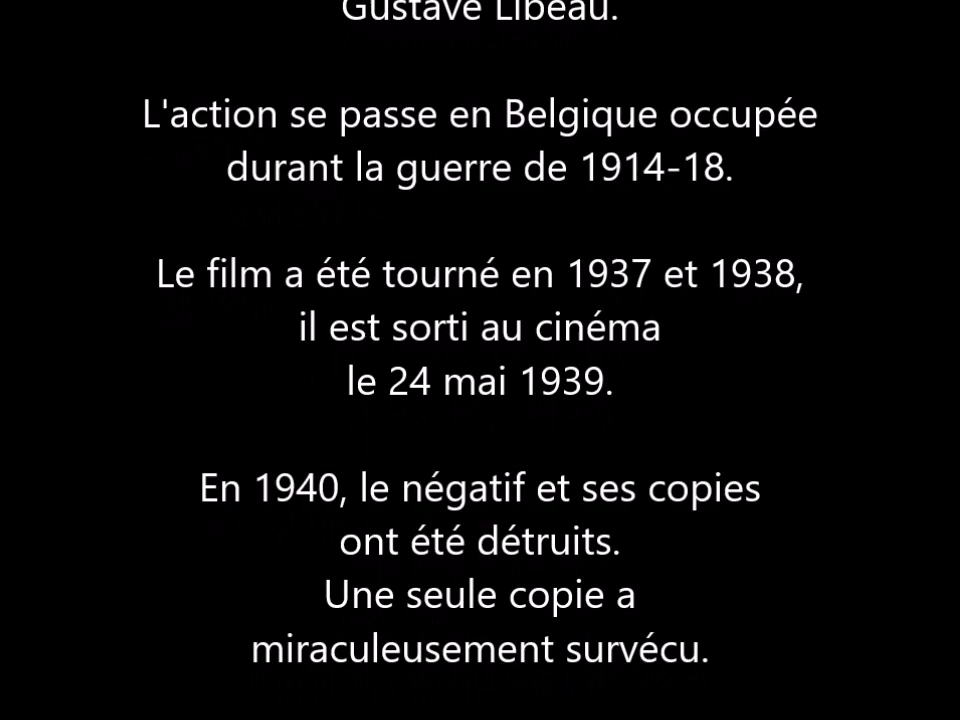 Gustave Libeau.
L'action se passe en Belgique occupée
durant la guerre de 1914-18.
Le film a été tourné en 1937 et 1938,
il est sorti au cinéma
le 24 mai 1939.
En 1940, le négatif et ses copies
ont été détruits.
Une seule copie a
miraculeusement survécu.